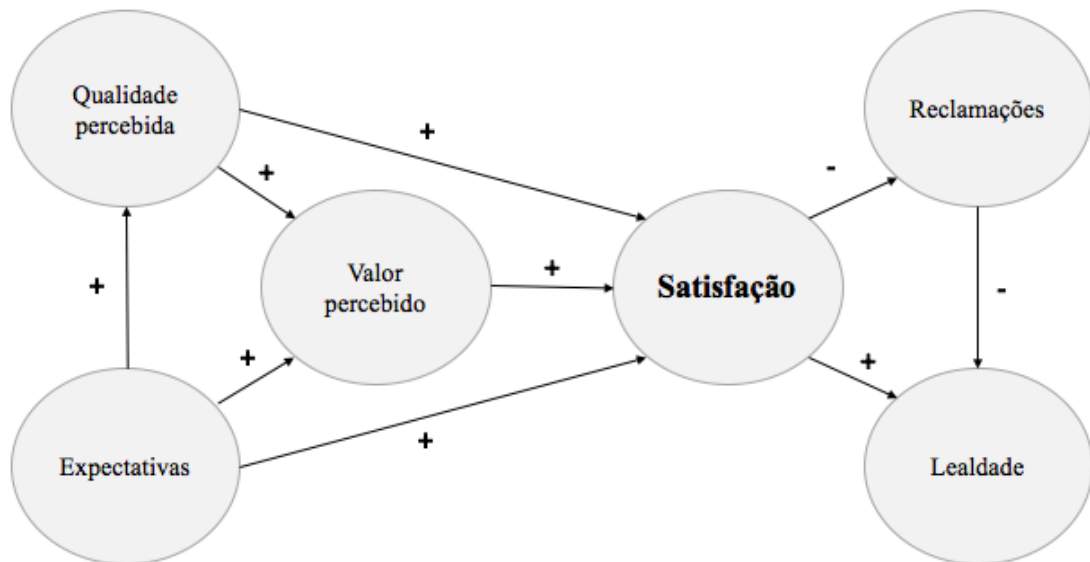 Qualidade
percebida
Reclamações
+
-
+
Valor
percebido
+
+
Satisfação
-
+
+
+
Expectativas
Lealdade